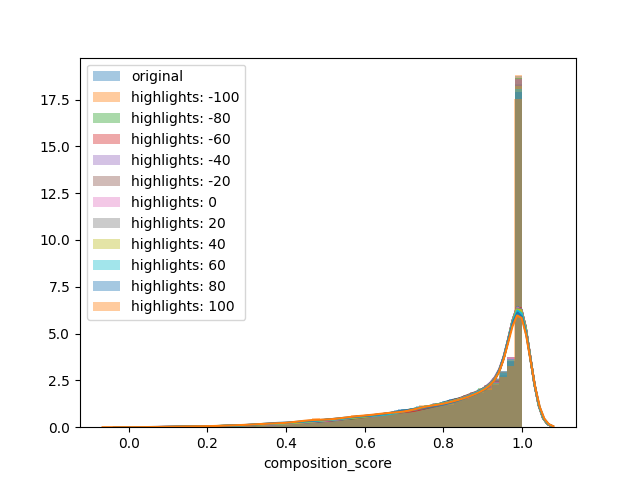 original
highlights: -100
highlights: -80
highlights: -60
highlights: -40
highlights: -20
highlights: 0
highlights: 20
highlights: 40
highlights: 60
highlights: 80
highlights: 100
17.5
15.0
12.5
10.0
7.5
5.0
2.5
0.0
0.0 0.2 0.4 0.6 0.8 1.0
composition_score